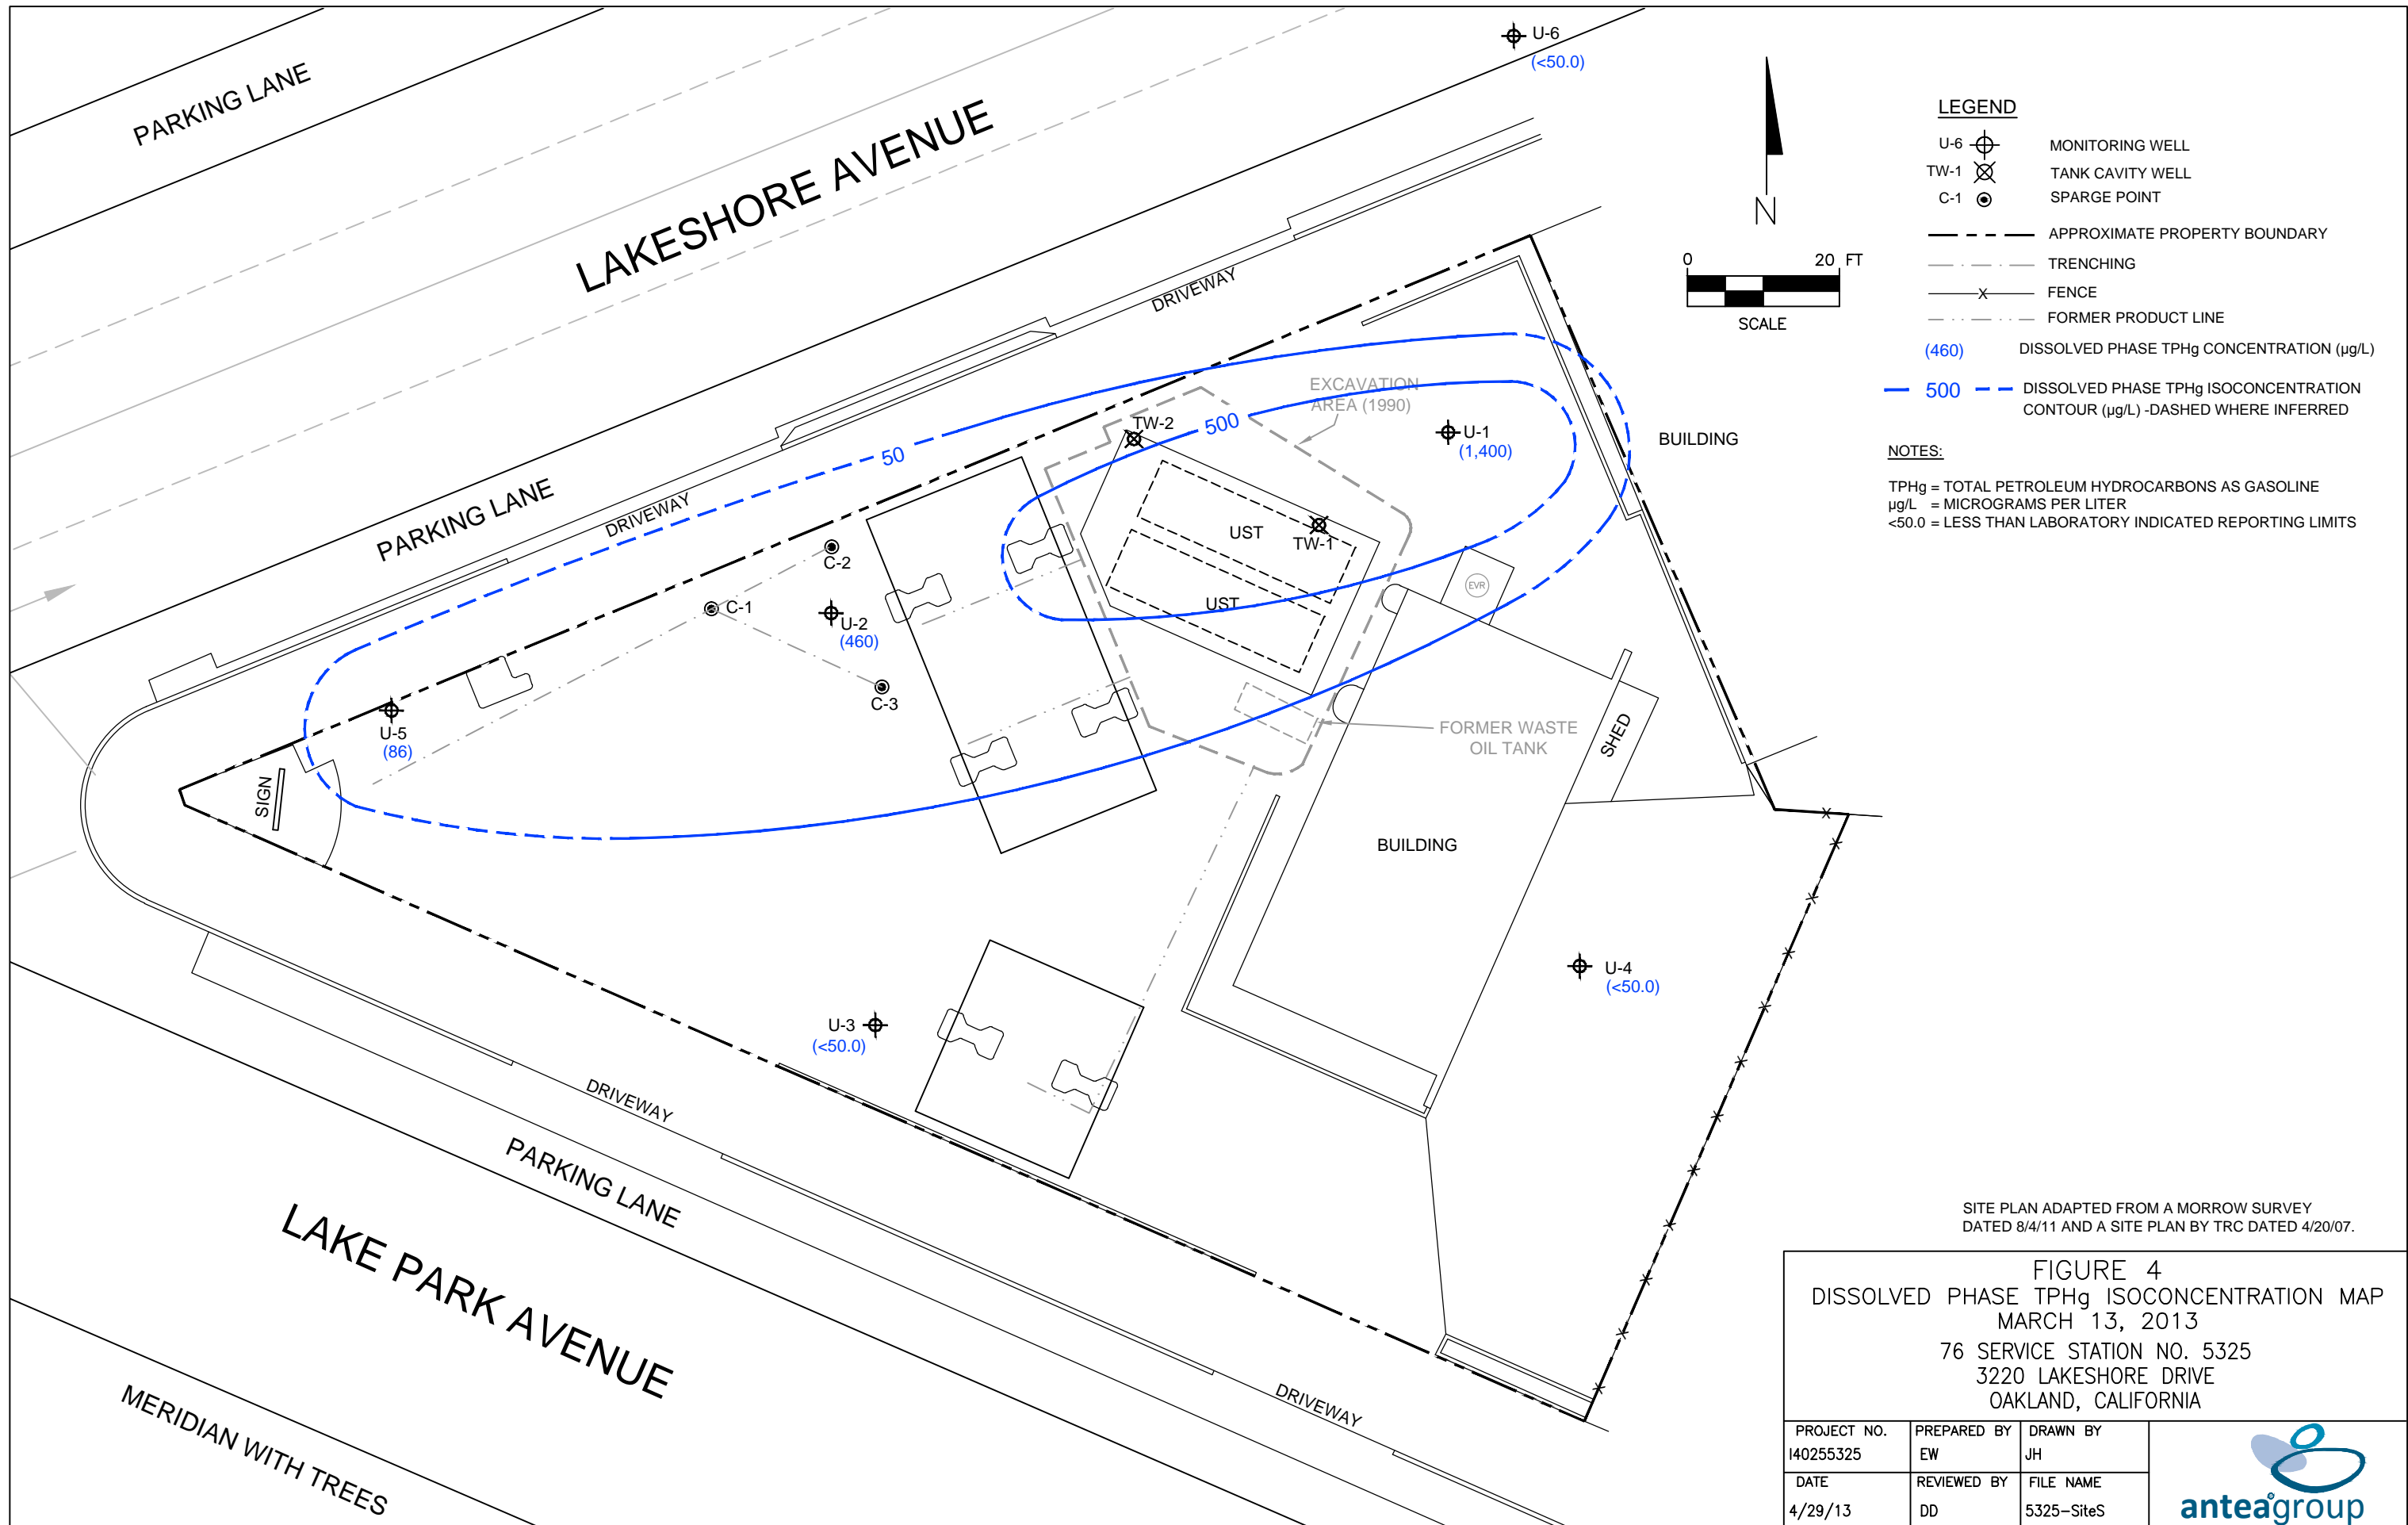 U-6
(<50.0)
PARKING LANE
LAKESHORE AVENUE
N
0 20 FT
SCALE
LEGEND
U-6 MONITORING WELL
TW-1 TANK CAVITY WELL
C-1 SPARGE POINT
APPROXIMATE PROPERTY BOUNDARY
TRENCHING
X FENCE
FORMER PRODUCT LINE
(460) DISSOLVED PHASE TPHg CONCENTRATION (µg/L)
500 DISSOLVED PHASE TPHg ISOCONCENTRATION
CONTOUR (µg/L) -DASHED WHERE INFERRED
NOTES:
TPHg = TOTAL PETROLEUM HYDROCARBONS AS GASOLINE
µg/L = MICROGRAMS PER LITER
<50.0 = LESS THAN LABORATORY INDICATED REPORTING LIMITS
DRIVEWAY
EXCAVATION
AREA (1990)
TW-2
500
U-1
(1,400)
BUILDING
50
PARKING LANE
DRIVEWAY
UST
TW-1
C-2
EVR
C-1
UST
U-2
(460)
C-3
U-5
(86)
FORMER WASTE
OIL TANK
SHED
SIGN
BUILDING
U-4
(<50.0)
U-3
(<50.0)
DRIVEWAY
PARKING LANE
LAKE PARK AVENUE
DRIVEWAY
MERIDIAN WITH TREES
SITE PLAN ADAPTED FROM A MORROW SURVEY
DATED 8/4/11 AND A SITE PLAN BY TRC DATED 4/20/07.
FIGURE 4
DISSOLVED PHASE TPHg ISOCONCENTRATION MAP
MARCH 13, 2013
76 SERVICE STATION NO. 5325
3220 LAKESHORE DRIVE
OAKLAND, CALIFORNIA
PROJECT NO. PREPARED BY DRAWN BY
I40255325 EW JH
DATE REVIEWED BY FILE NAME
4/29/13 DD 5325-SiteS
anteagroup